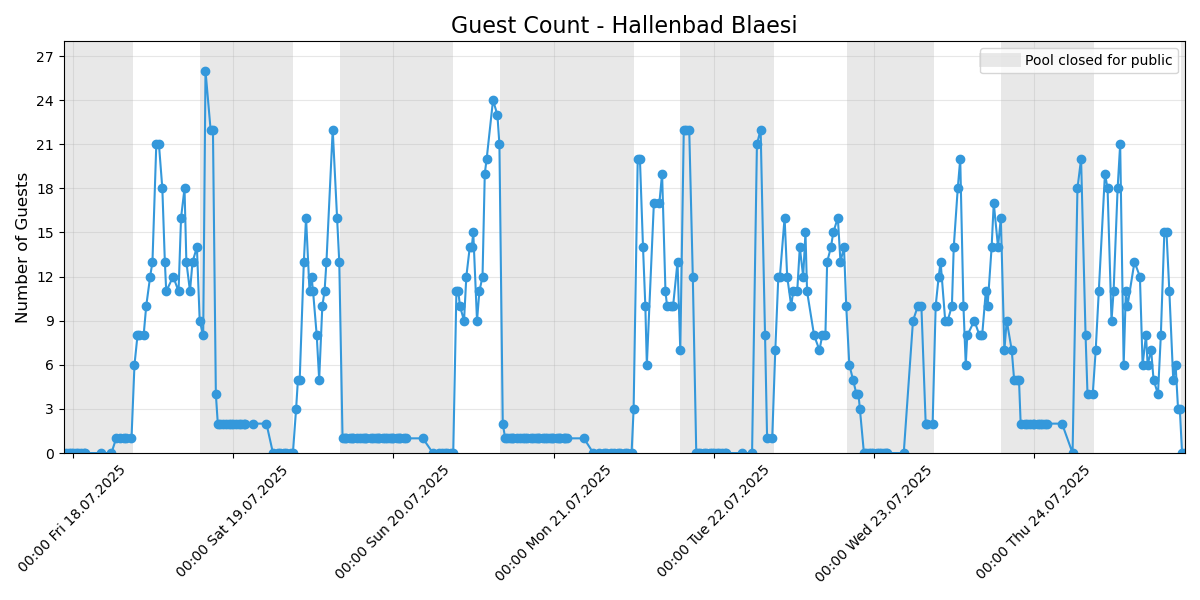 Guest Count - Hallenbad Blaesi
Pool closed for public
Number of Guests
27
24
21
18
15
12
9
6
3
0
00:00 Fri 18.07.2025
00:00 Sat 19.07.2025
00:00 Sun 20.07.2025
00:00 Mon 21.07.2025
00:00 Tue 22.07.2025
00:00 Wed 23.07.2025
00:00 Thu 24.07.2025